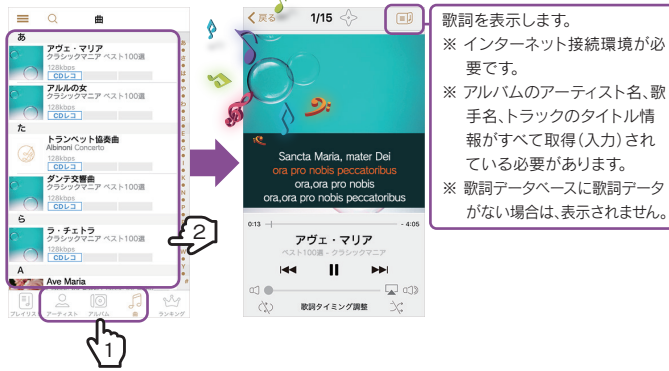 曲
あ
アヴェ・マリア
クラシックマニア ベスト100選
128kbps
CDレコ
アルルの女
クラシックマニア ベスト100選
128kbps
CDレコ
た
トランペット協奏曲
Albinoni Concerto
128kbps
CDレコ
ダンテ交響曲
クラシックマニア ベスト100選
128kbps
CDレコ
ら
ラ・チェトラ
クラシックマニア ベスト100選
128kbps
CDレコ
A
Ave Maria
プレイリスト
アーティスト
アルバム
曲
ランキング
1
2
戻る
1/15
Sancta Maria, mater Dei
ora pro nobis peccatoribus
ora,ora pro nobis
ora,ora pro nobis peccatoribus
0:13
- 4:05
アヴェ・マリア
ベスト100選 - クラシックマニア
歌詞タイミング調整
歌詞を表示します。
※ インターネット接続環境が必
要です。
※ アルバムのアーティスト名、歌
手名、トラックのタイトル情
報がすべて取得(入力)され
ている必要があります。
※ 歌詞データベースに歌詞データ
がない場合は、表示されません。